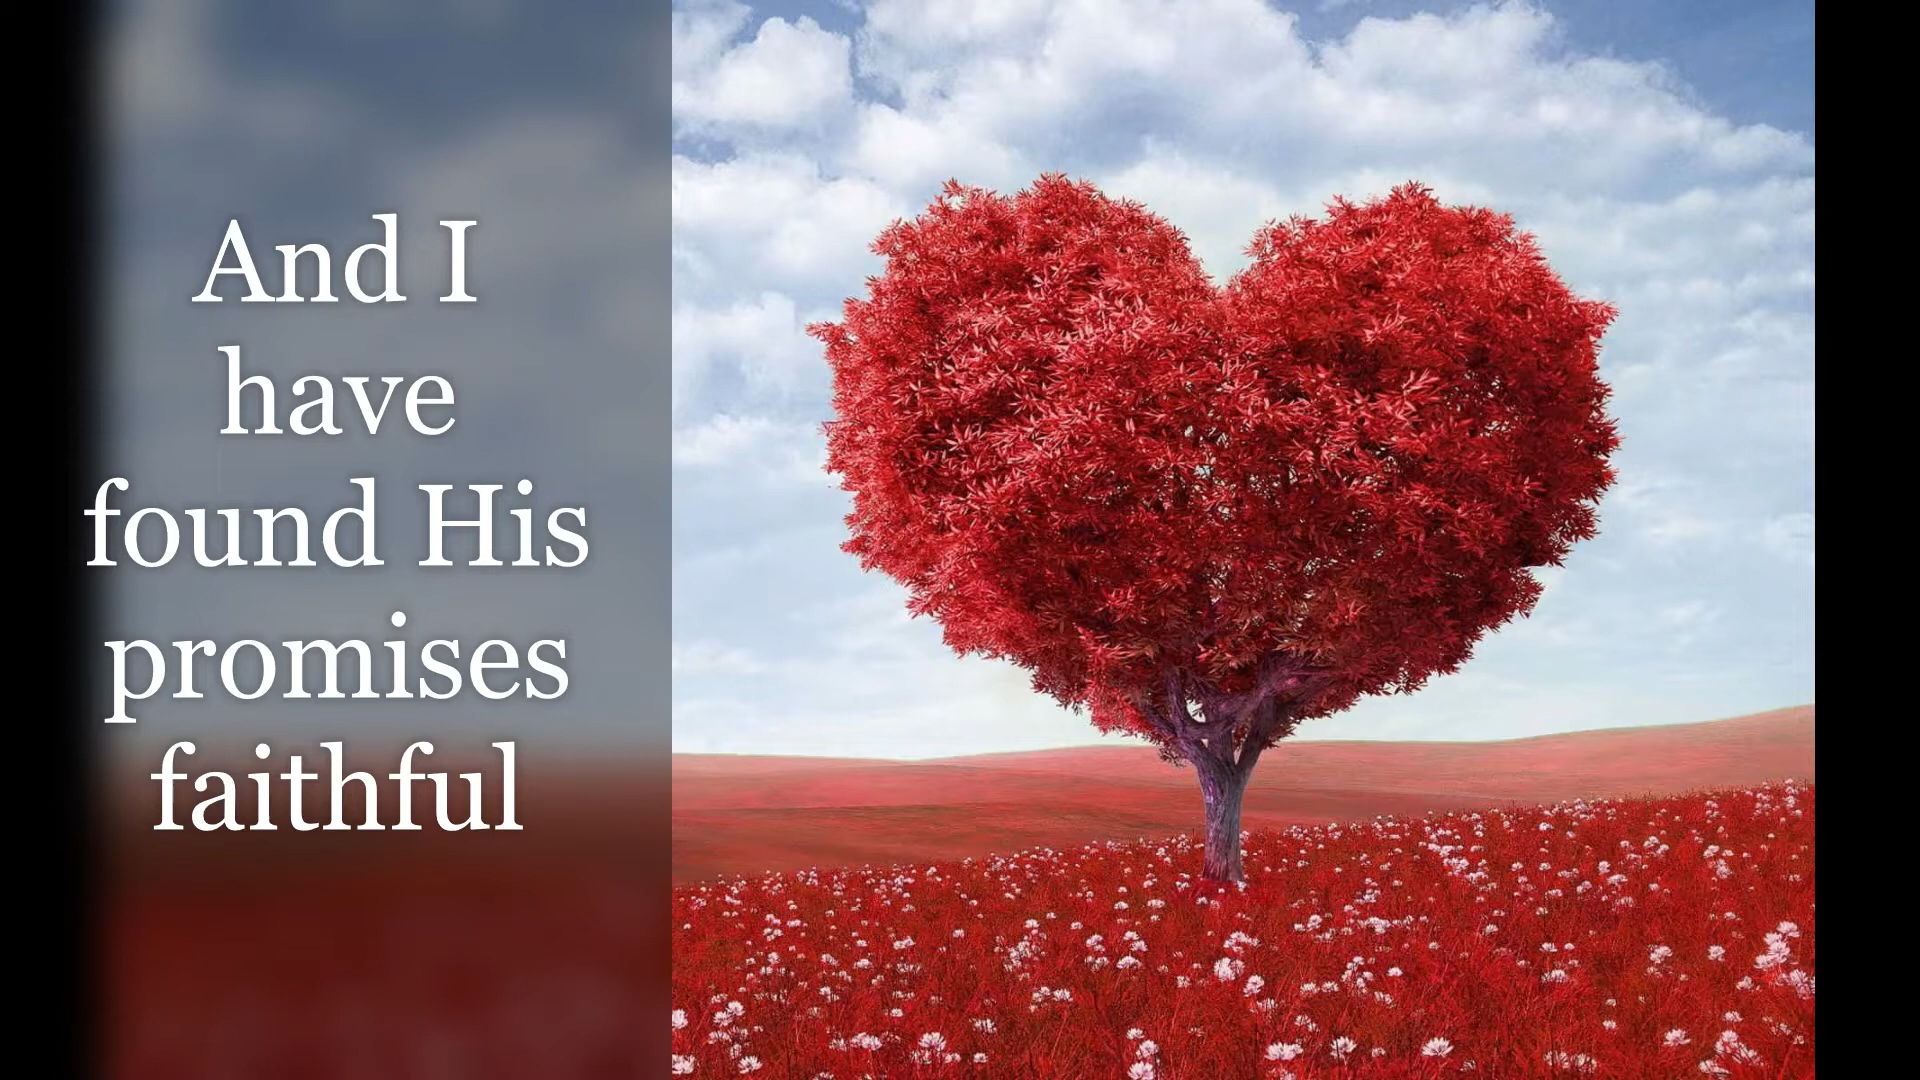 And I
have
found His
promises
faithful